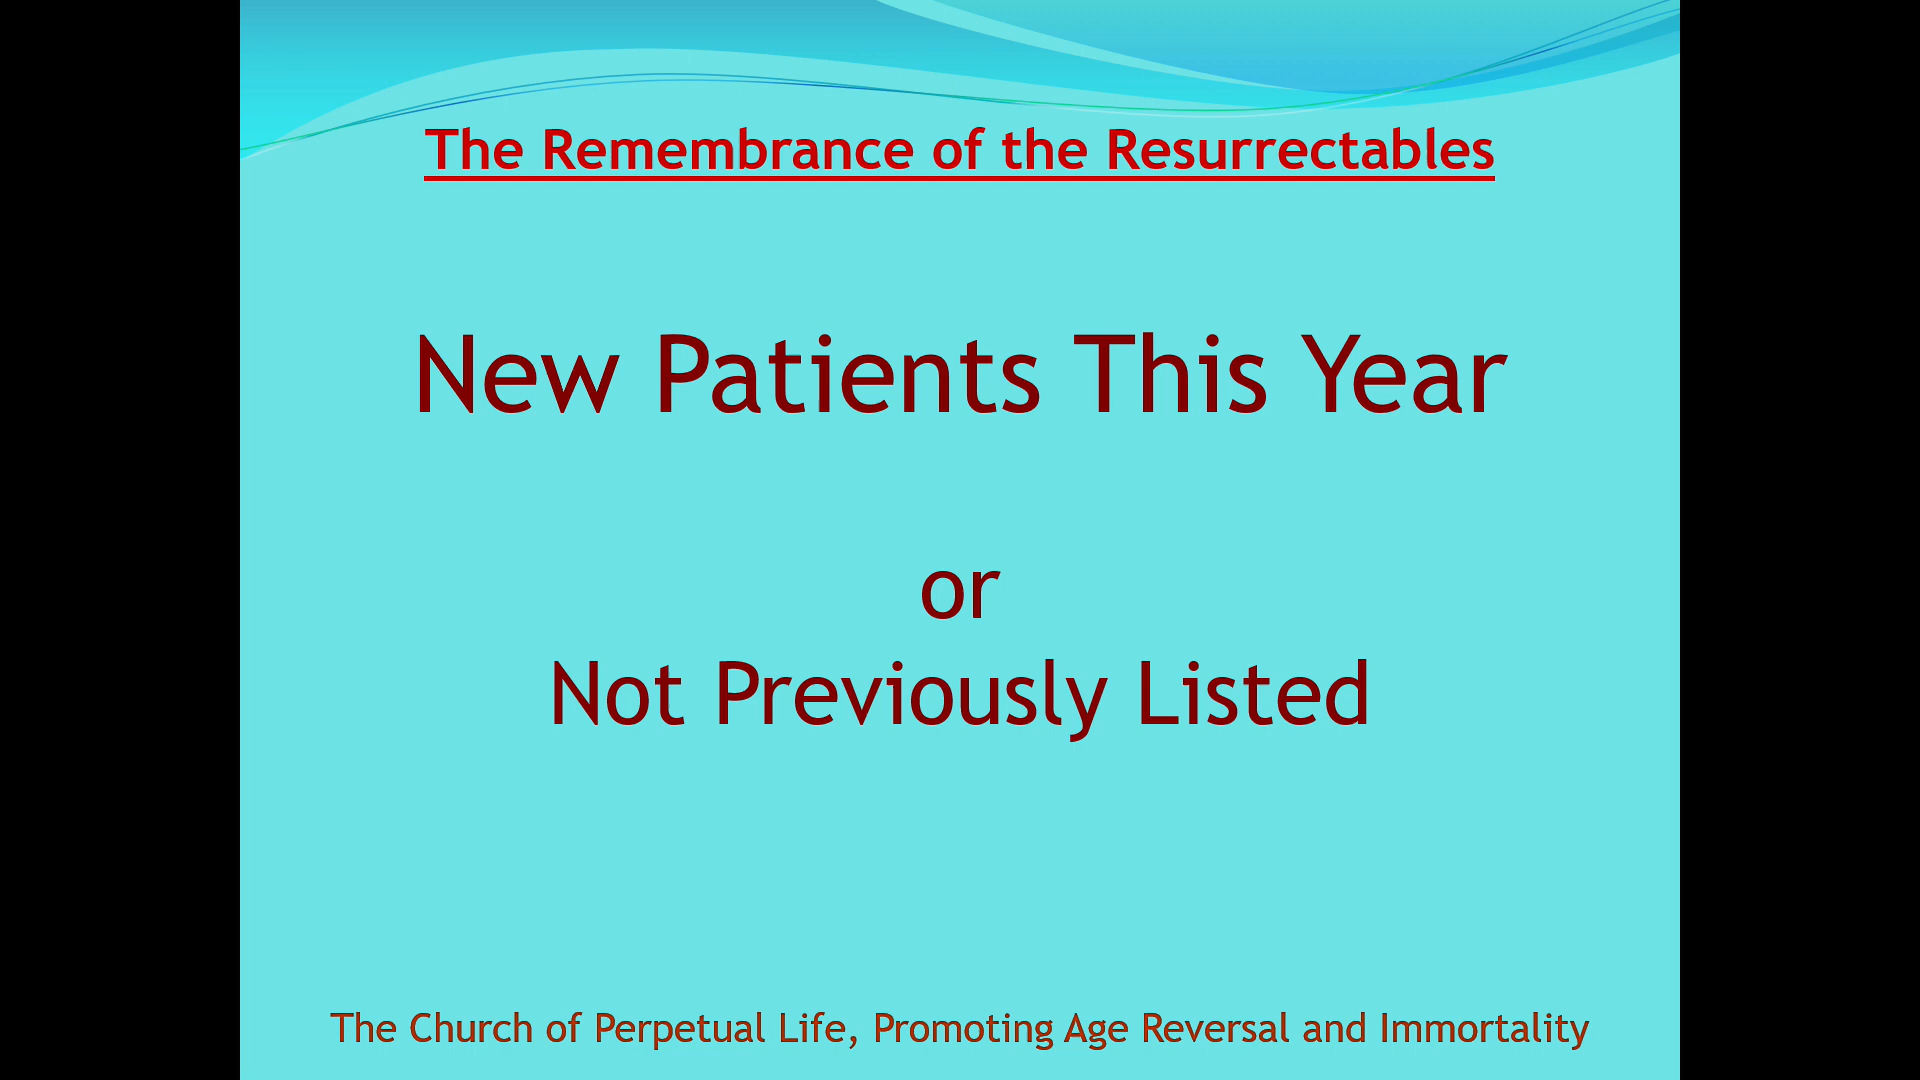 The Remembrance of the Resurrectables
New Patients This Year
or
Not Previously Listed
The Church of Perpetual Life, Promoting Age Reversal and Immortality